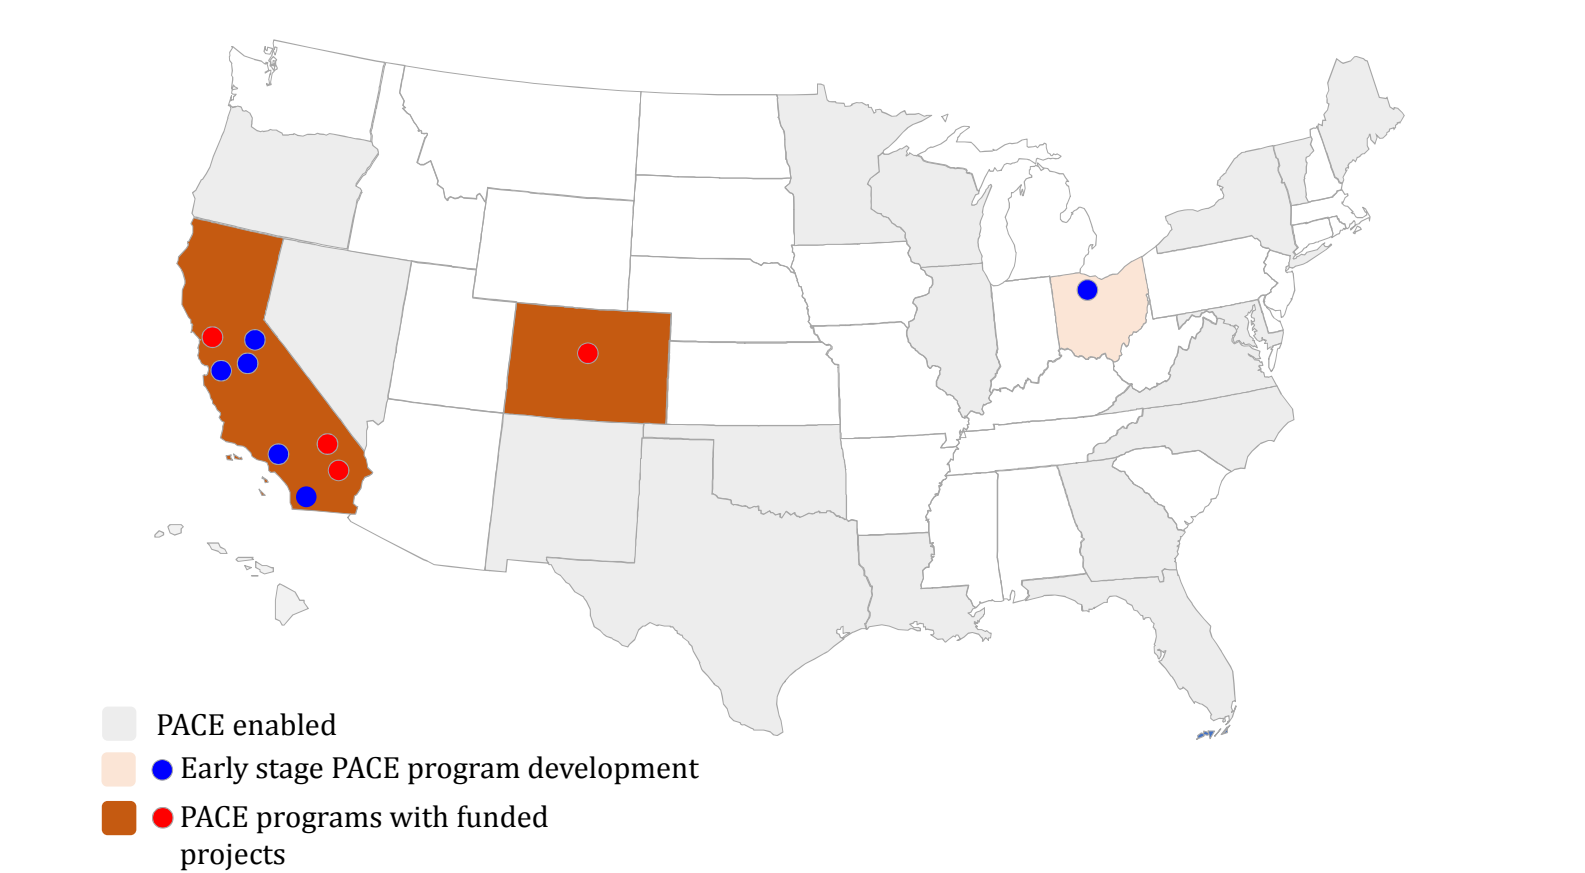 PACE enabled
Early stage PACE program development
PACE programs with funded
projects